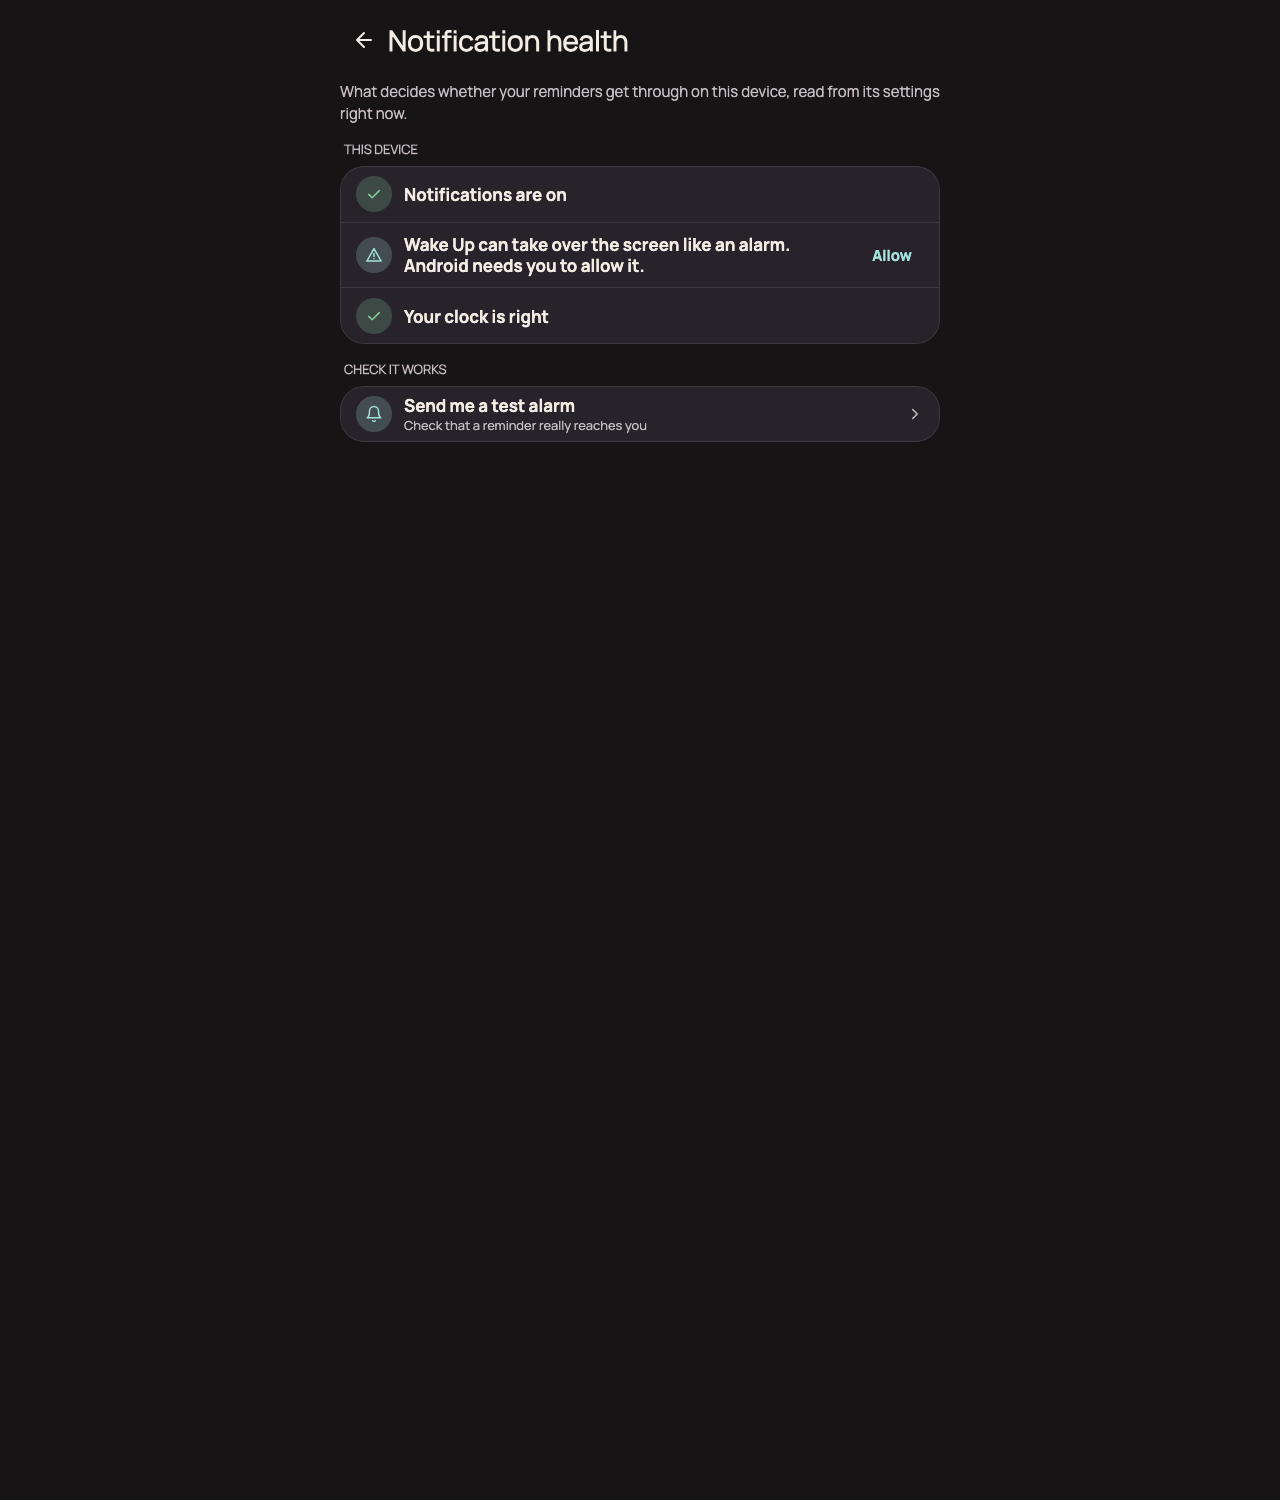 Notification health
What decides whether your reminders get through on this device, read from its settings
right now.
THIS DEVICE
Notifications are on
Wake Up can take over the screen like an alarm.
Android needs you to allow it.
Allow
Your clock is right
CHECK IT WORKS
Send me a test alarm
Check that a reminder really reaches you